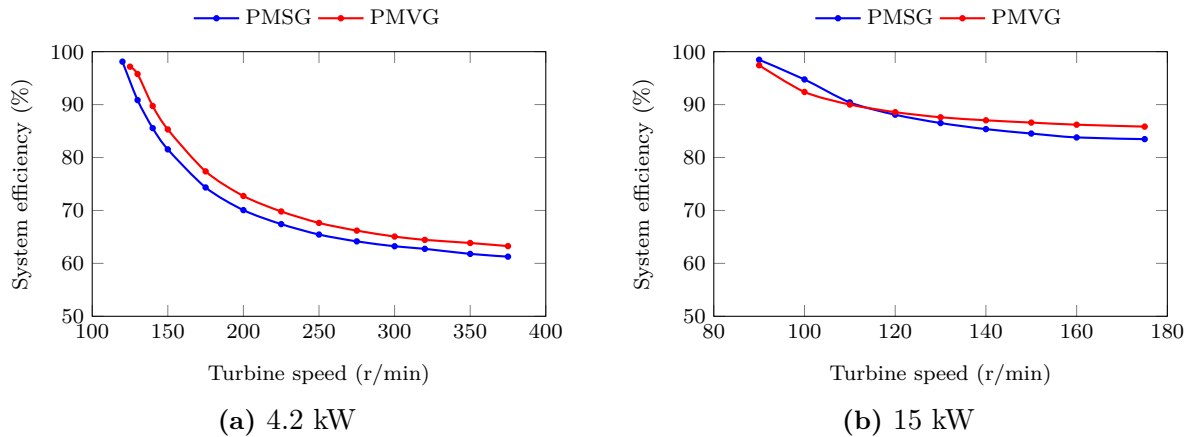 PMSG PMVG
100
90
80
70
60
50
100 150 200 250 300 350 400
System efficiency (%)
Turbine speed (r/min)
(a) 4.2 kW
PMSG PMVG
100
90
80
70
60
50
80 100 120 140 160 180
System efficiency (%)
Turbine speed (r/min)
(b) 15 kW